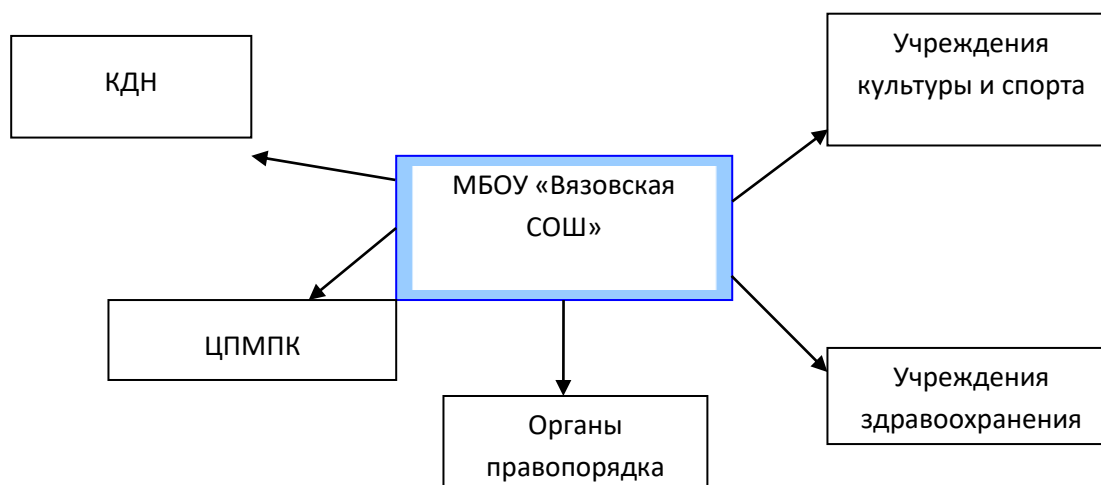 КДН
Учреждения
культуры и спорта
МБОУ «Вязовская
СОШ»
ЦПМПК
Учреждения
здравоохранения
Органы
правопорядка